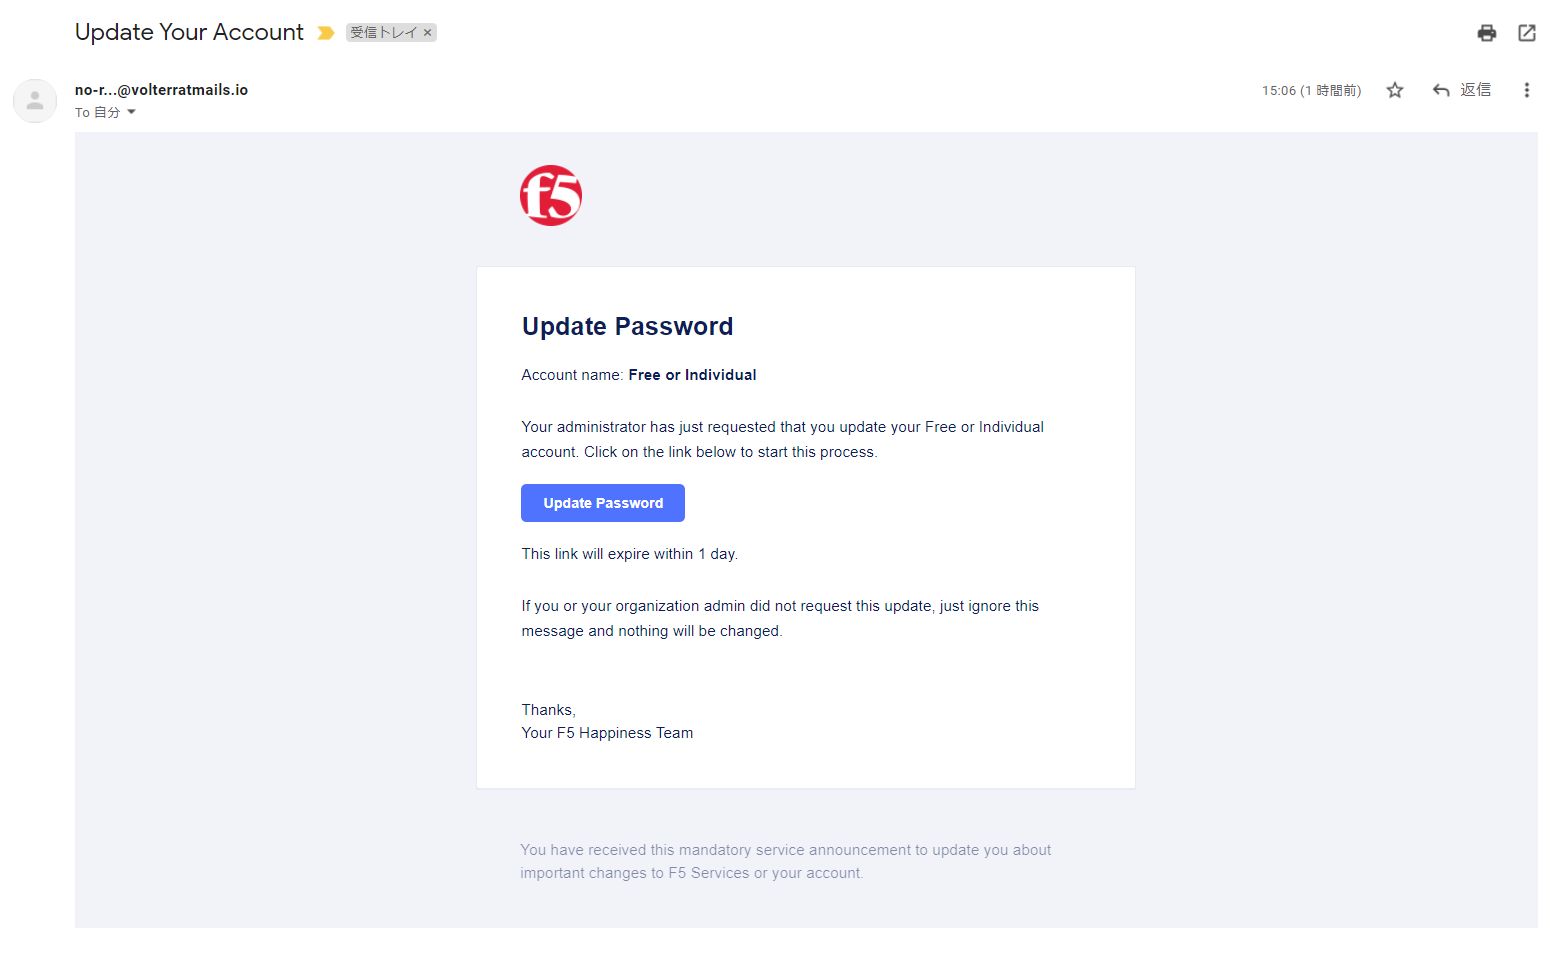 Update Your Account 受信トレイ ×
no-r...@volterratmails.io 15:06 (1 時間前) 返信
To 自分
f5
Update Password
Account name: Free or Individual
Your administrator has just requested that you update your Free or Individual
account. Click on the link below to start this process.
Update Password
This link will expire within 1 day.
If you or your organization admin did not request this update, just ignore this
message and nothing will be changed.
Thanks,
Your F5 Happiness Team
You have received this mandatory service announcement to update you about
important changes to F5 Services or your account.